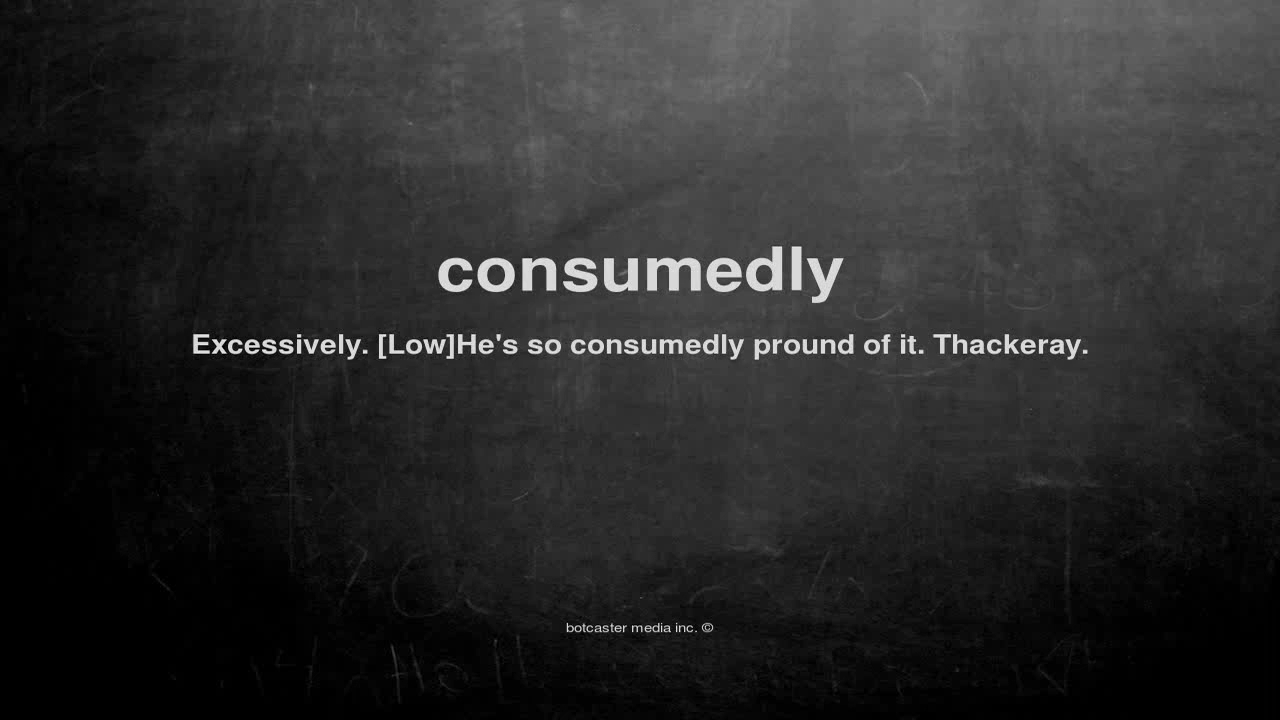 consumedly
Excessively. [Low]He's so consumedly pround of it. Thackeray.
botcaster media inc. ©